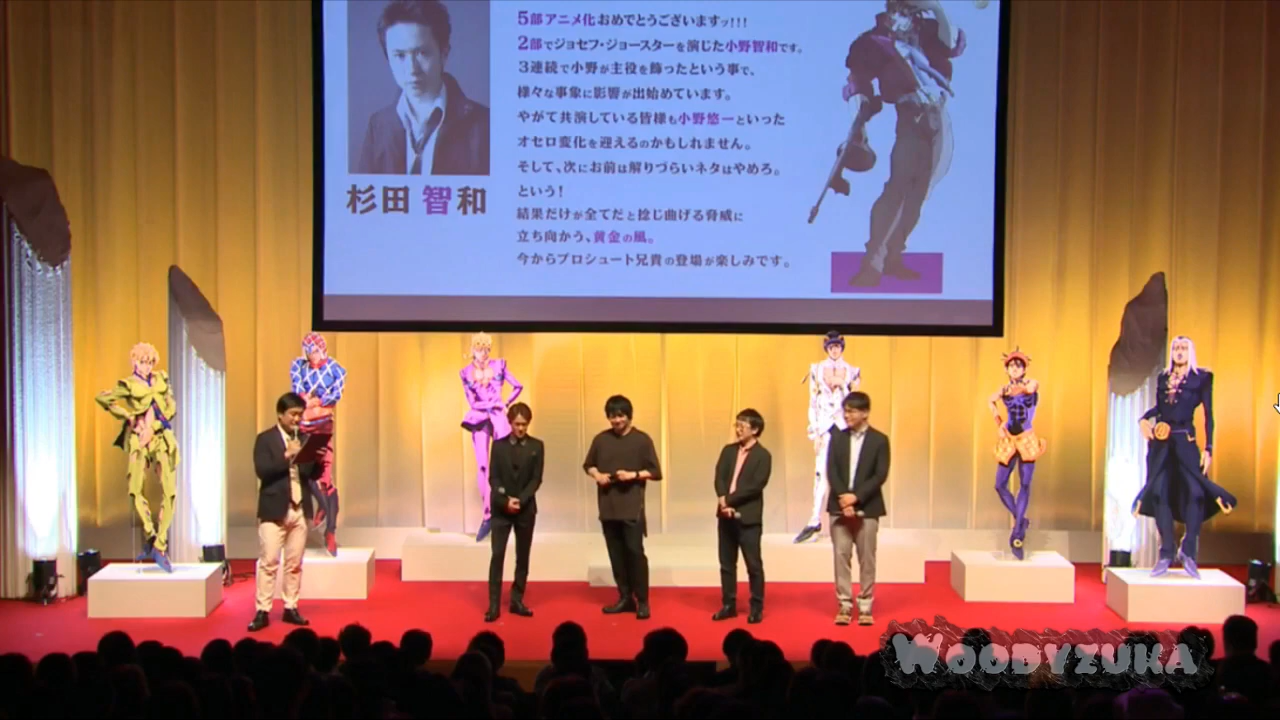 5部アニメ化おめでとうございますッ!!!
2部でジョセフ・ジョースターを演じた小野智和です。
3連続で小野が主役を飾ったという事で、
様々な事象に影響が出始めています。
やがて共演している皆様も小野悠一といった
オセロ変化を迎えるのかもしれません。
そして、次にお前は解りづらいネタはやめろ。
という!
結果だけが全てだと捻じ曲げる脅威に
立ち向かう、黄金の風。
今からプロシュート兄貴の登場が楽しみです。
杉田 智和
WOODYZUKA